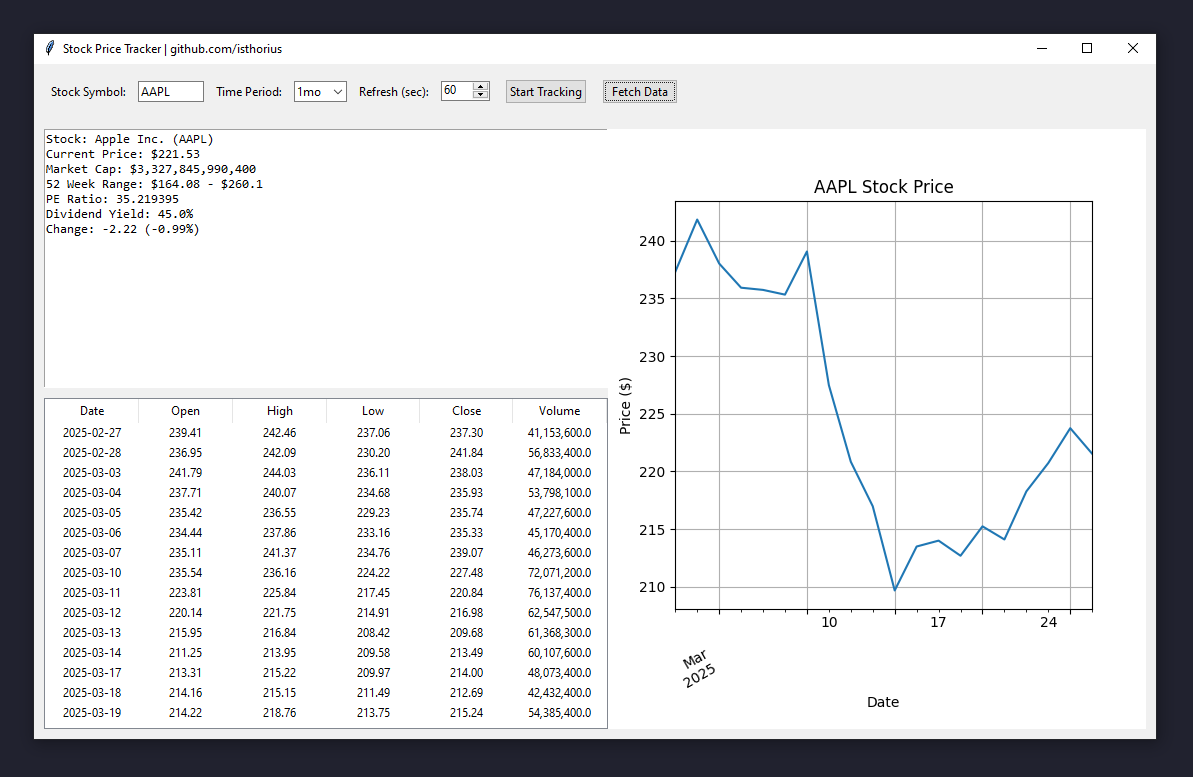 Stock Price Tracker | github.com/isthorius
Stock Symbol: AAPL Time Period: 1mo Refresh (sec): 60 Start Tracking Fetch Data
Stock: Apple Inc. (AAPL)
Current Price: $221.53
Market Cap: $3,327,845,990,400
52 Week Range: $164.08 - $260.1
PE Ratio: 35.219395
Dividend Yield: 45.0%
Change: -2.22 (-0.99%)
Date Open High Low Close Volume
2025-02-27 239.41 242.46 237.06 237.30 41,153,600.0
2025-02-28 236.95 242.09 230.20 241.84 56,833,400.0
2025-03-03 241.79 244.03 236.11 238.03 47,184,000.0
2025-03-04 237.71 240.07 234.68 235.93 53,798,100.0
2025-03-05 235.42 236.55 229.23 235.74 47,227,600.0
2025-03-06 234.44 237.86 233.16 235.33 45,170,400.0
2025-03-07 235.11 241.37 234.76 239.07 46,273,600.0
2025-03-10 235.54 236.16 224.22 227.48 72,071,200.0
2025-03-11 223.81 225.84 217.45 220.84 76,137,400.0
2025-03-12 220.14 221.75 214.91 216.98 62,547,500.0
2025-03-13 215.95 216.84 208.42 209.68 61,368,300.0
2025-03-14 211.25 213.95 209.58 213.49 60,107,600.0
2025-03-17 213.31 215.22 209.97 214.00 48,073,400.0
2025-03-18 214.16 215.15 211.49 212.69 42,432,400.0
2025-03-19 214.22 218.76 213.75 215.24 54,385,400.0
AAPL Stock Price
Price ($)
240
235
230
225
220
215
210
10 17 24
Mar
2025
Date